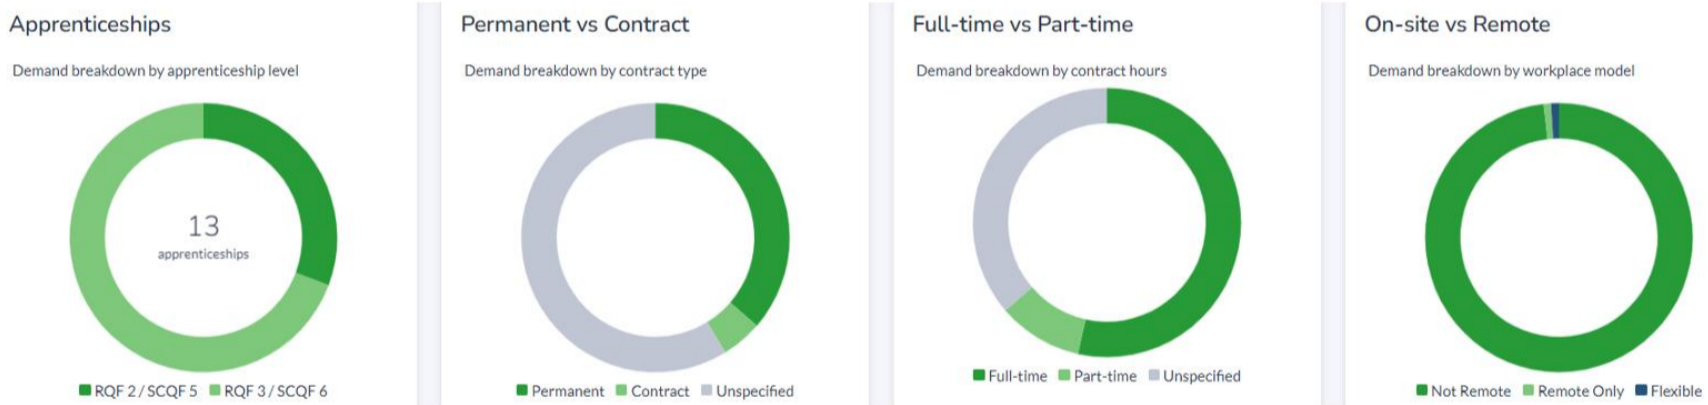 Apprenticeships
Demand breakdown by apprenticeship level
13
apprenticeships
RQF 2 / SCQF 5 RQF 3 / SCQF 6
Permanent vs Contract
Demand breakdown by contract type
Permanent Contract Unspecified
Full-time vs Part-time
Demand breakdown by contract hours
Full-time Part-time Unspecified
On-site vs Remote
Demand breakdown by workplace model
Not Remote Remote Only Flexible